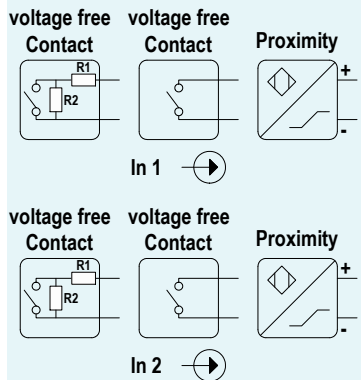 voltage free voltage free
Contact Contact Proximity
R1
R2
+
-
In 1
voltage free voltage free
Contact Contact Proximity
R1
R2
+
-
In 2